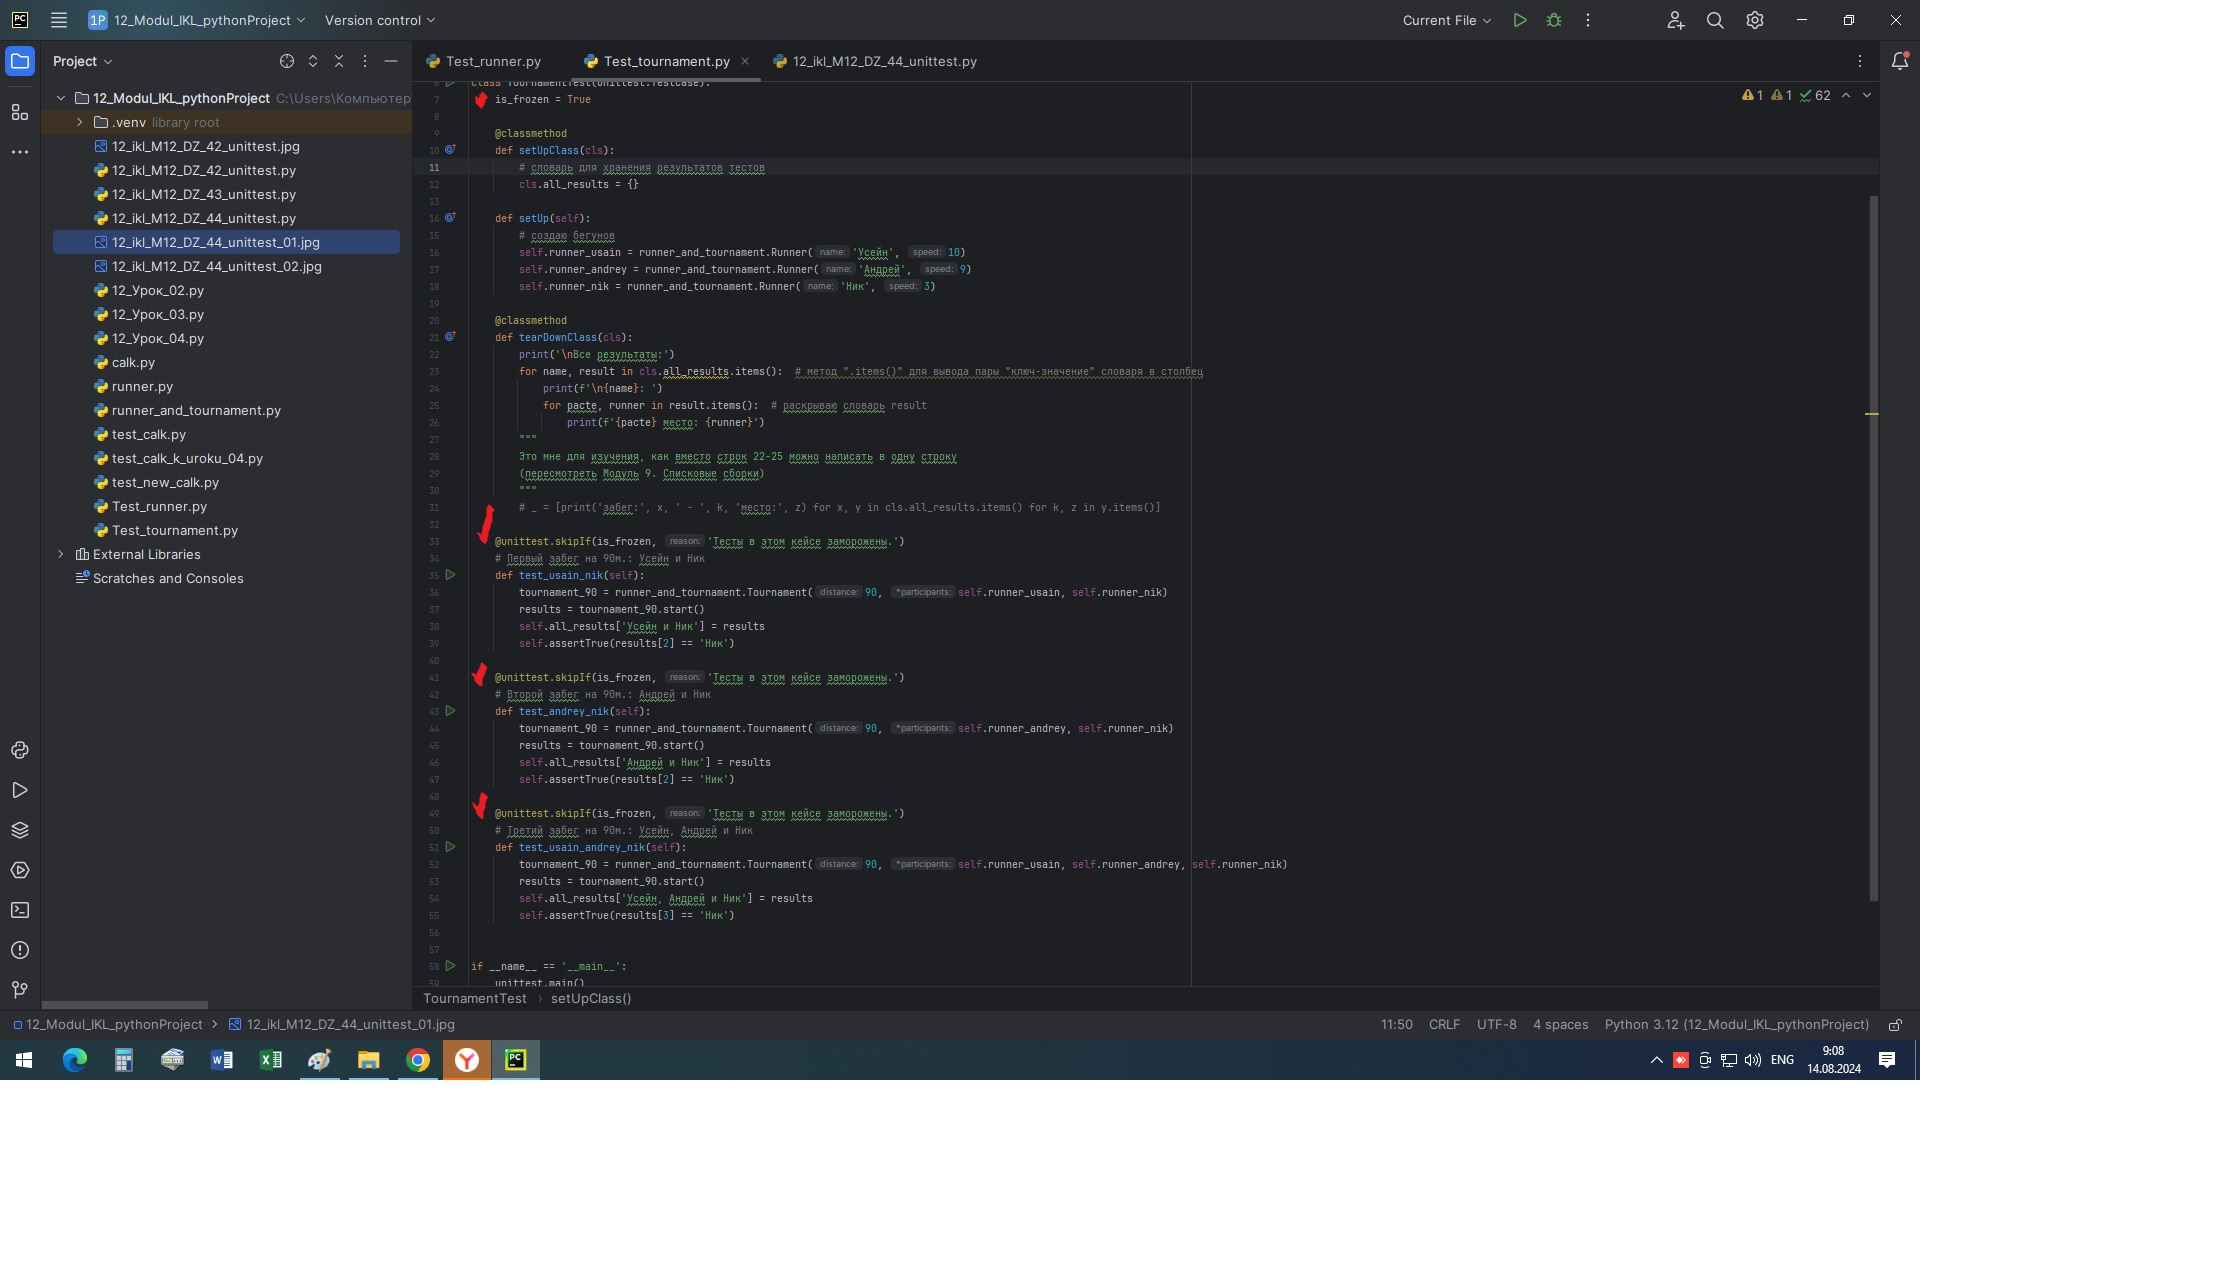 PC 1P 12_Modul_IKL_pythonProject Version control Current File
Project
Test_runner.py Test_tournament.py 12_ikl_M12_DZ_44_unittest.py
12_Modul_IKL_pythonProject C:\Users\Компьютер
.venv library root
12_ikl_M12_DZ_42_unittest.jpg
12_ikl_M12_DZ_42_unittest.py
12_ikl_M12_DZ_43_unittest.py
12_ikl_M12_DZ_44_unittest.py
12_ikl_M12_DZ_44_unittest_01.jpg
12_ikl_M12_DZ_44_unittest_02.jpg
12_Урок_02.py
12_Урок_03.py
12_Урок_04.py
calk.py
runner.py
runner_and_tournament.py
test_calk.py
test_calk_k_uroku_04.py
test_new_calk.py
Test_runner.py
Test_tournament.py
External Libraries
Scratches and Consoles
1 1 62
6 class TournamentTest(unittest.TestCase):
7 is_frozen = True
8
9 @classmethod
10 def setUpClass(cls):
11 # словарь для хранения результатов тестов
12 cls.all_results = {}
13
14 def setUp(self):
15 # создаю бегунов
16 self.runner_usain = runner_and_tournament.Runner( name: 'Усейн', speed: 10)
17 self.runner_andrey = runner_and_tournament.Runner( name: 'Андрей', speed: 9)
18 self.runner_nik = runner_and_tournament.Runner( name: 'Ник', speed: 3)
19
20 @classmethod
21 def tearDownClass(cls):
22 print('\nВсе результаты:')
23 for name, result in cls.all_results.items(): # метод ".items()" для вывода пары "ключ-значение" словаря в столбец
24 print(f'\n{name}: ')
25 for pacte, runner in result.items(): # раскрываю словарь result
26 print(f'{pacte} место: {runner}')
27 """
28 Это мне для изучения, как вместо строк 22-25 можно написать в одну строку
29 (пересмотреть Модуль 9. Списковые сборки)
30 """
31 # _ = [print('забег:', x, ' - ', k, 'место:', z) for x, y in cls.all_results.items() for k, z in y.items()]
32
33 @unittest.skipIf(is_frozen, reason: 'Тесты в этом кейсе заморожены.')
34 # Первый забег на 90м.: Усейн и Ник
35 def test_usain_nik(self):
36 tournament_90 = runner_and_tournament.Tournament( distance: 90, *participants: self.runner_usain, self.runner_nik)
37 results = tournament_90.start()
38 self.all_results['Усейн и Ник'] = results
39 self.assertTrue(results[2] == 'Ник')
40
41 @unittest.skipIf(is_frozen, reason: 'Тесты в этом кейсе заморожены.')
42 # Второй забег на 90м.: Андрей и Ник
43 def test_andrey_nik(self):
44 tournament_90 = runner_and_tournament.Tournament( distance: 90, *participants: self.runner_andrey, self.runner_nik)
45 results = tournament_90.start()
46 self.all_results['Андрей и Ник'] = results
47 self.assertTrue(results[2] == 'Ник')
48
49 @unittest.skipIf(is_frozen, reason: 'Тесты в этом кейсе заморожены.')
50 # Третий забег на 90м.: Усейн, Андрей и Ник
51 def test_usain_andrey_nik(self):
52 tournament_90 = runner_and_tournament.Tournament( distance: 90, *participants: self.runner_usain, self.runner_andrey, self.runner_nik)
53 results = tournament_90.start()
54 self.all_results['Усейн, Андрей и Ник'] = results
55 self.assertTrue(results[3] == 'Ник')
56
57
58 if __name__ == '__main__':
59 unittest.main()
TournamentTest › setUpClass()
12_Modul_IKL_pythonProject > 12_ikl_M12_DZ_44_unittest_01.jpg 11:50 CRLF UTF-8 4 spaces Python 3.12 (12_Modul_IKL_pythonProject)
ENG 9:08
14.08.2024